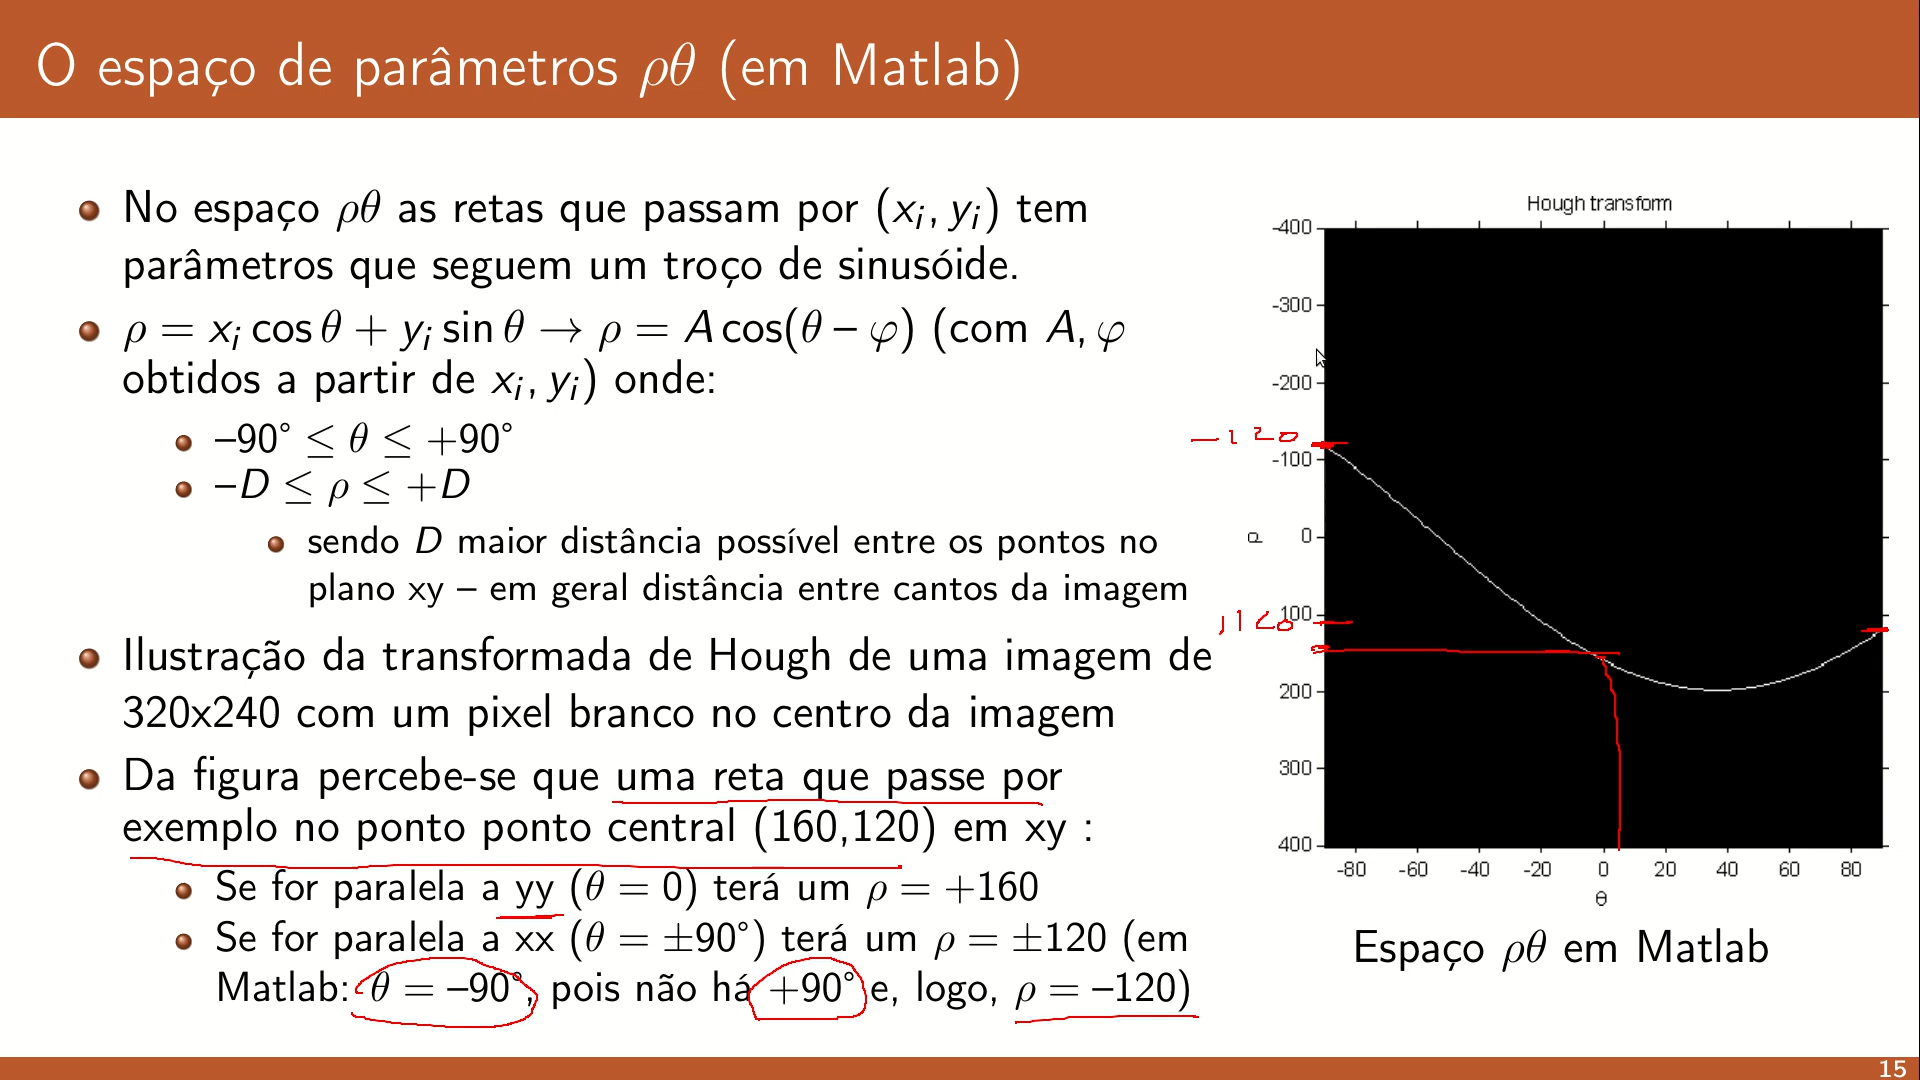 O espaço de parâmetros ρθ (em Matlab)
No espaço ρθ as retas que passam por (xᵢ, yᵢ) tem
parâmetros que seguem um troço de sinusóide.
ρ = xᵢ cos θ + yᵢ sin θ → ρ = A cos(θ – φ) (com A, φ
obtidos a partir de xᵢ, yᵢ) onde:
–90° ≤ θ ≤ +90°
–D ≤ ρ ≤ +D
sendo D maior distância possível entre os pontos no
plano xy – em geral distância entre cantos da imagem
Ilustração da transformada de Hough de uma imagem de
320x240 com um pixel branco no centro da imagem
Da figura percebe-se que uma reta que passe por
exemplo no ponto ponto central (160,120) em xy :
Se for paralela a yy (θ = 0) terá um ρ = +160
Se for paralela a xx (θ = ±90°) terá um ρ = ±120 (em
Matlab: θ = –90°, pois não há +90° e, logo, ρ = –120)
Hough transform
-400
-300
-200
-120
-100
ρ
0
100
200
300
400
-80 -60 -40 -20 0 20 40 60 80
θ
Espaço ρθ em Matlab
15